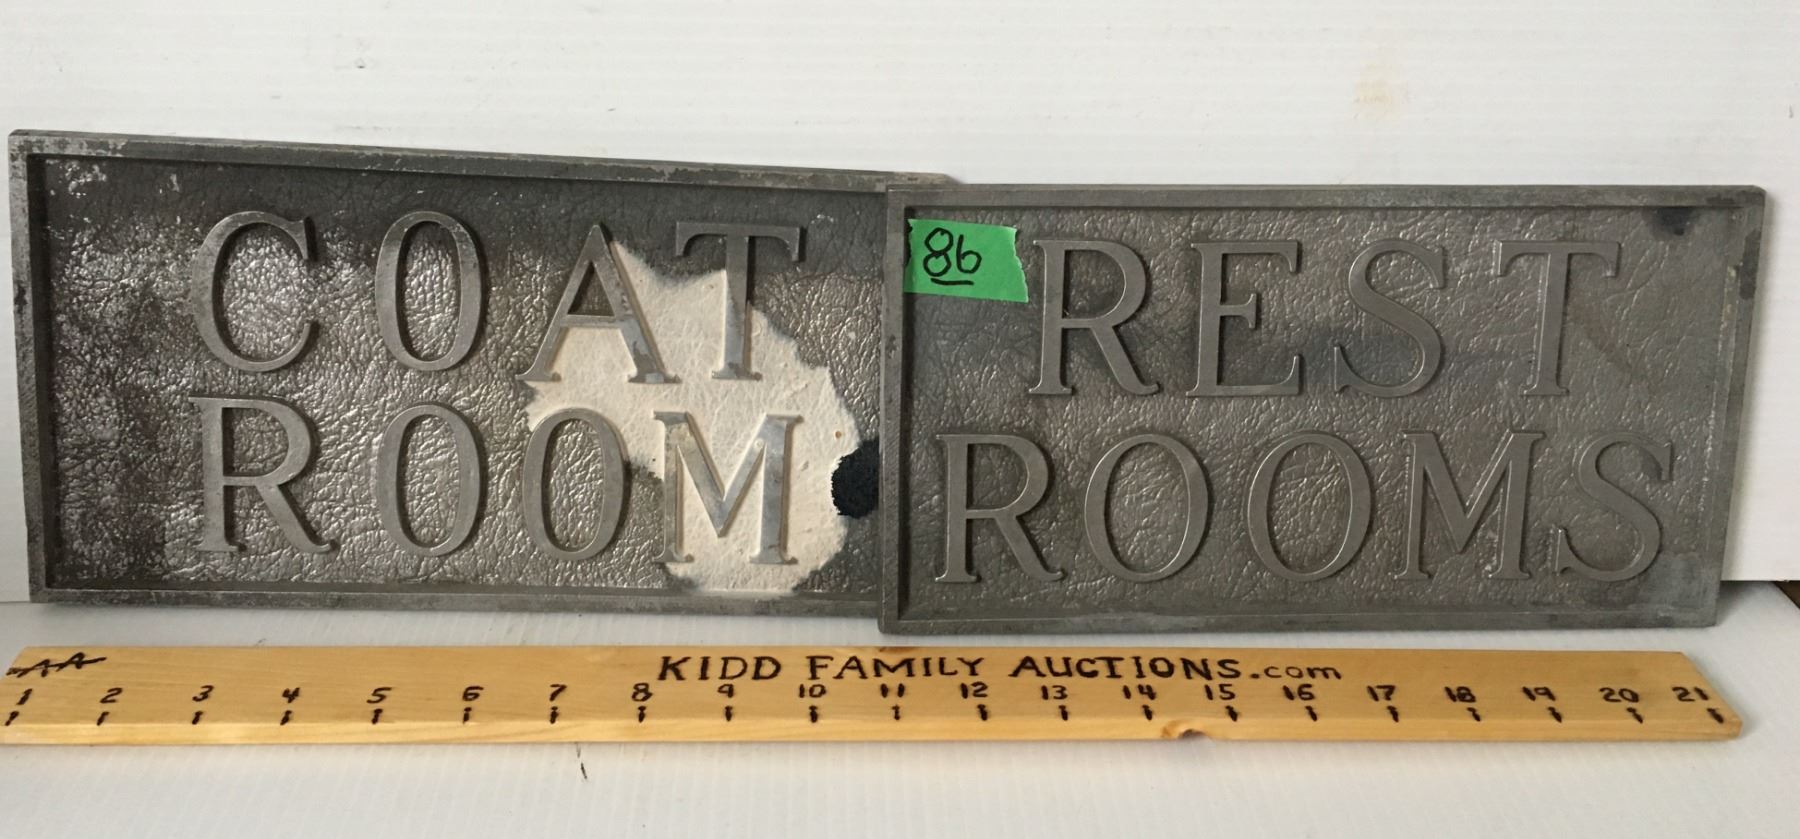 COAT
ROOM
86
REST
ROOMS
AA
KIDD FAMILY AUCTIONS.com
1 2 3 4 5 6 7 8 9 10 11 12 13 14 15 16 17 18 19 20 21